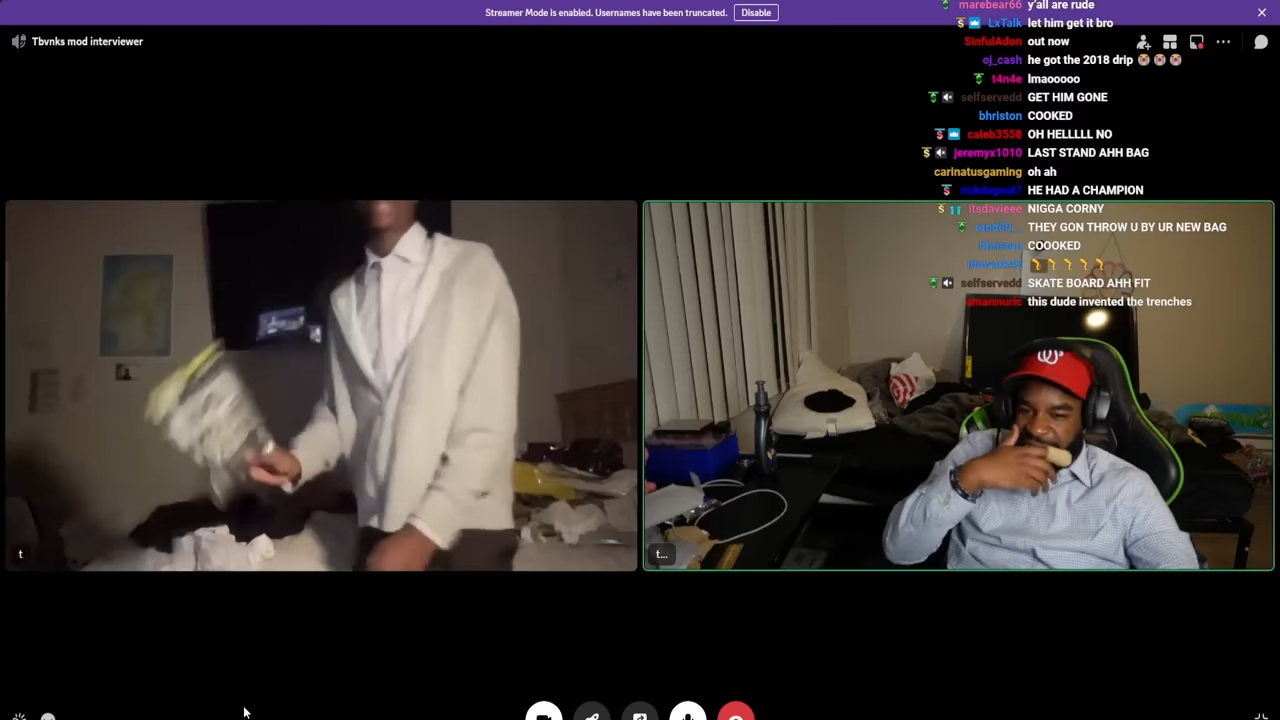 Streamer Mode is enabled. Usernames have been truncated. Disable
Tbvnks mod interviewer
marebear66 y'all are rude
LxTalk let him get it bro
SinfulAdon out now
oj_cash he got the 2018 drip
t4n4e lmaoooo
selfservedd GET HIM GONE
bhriston COOKED
caleb3558 OH HELLLLL NO
jeremyx1010 LAST STAND AHH BAG
carinatusgaming oh ah
HE HAD A CHAMPION
itsdavieee NIGGA CORNY
THEY GON THROW U BY UR NEW BAG
bhriston COOOKED
selfservedd SKATE BOARD AHH FIT
omarmuric this dude invented the trenches
t
t...